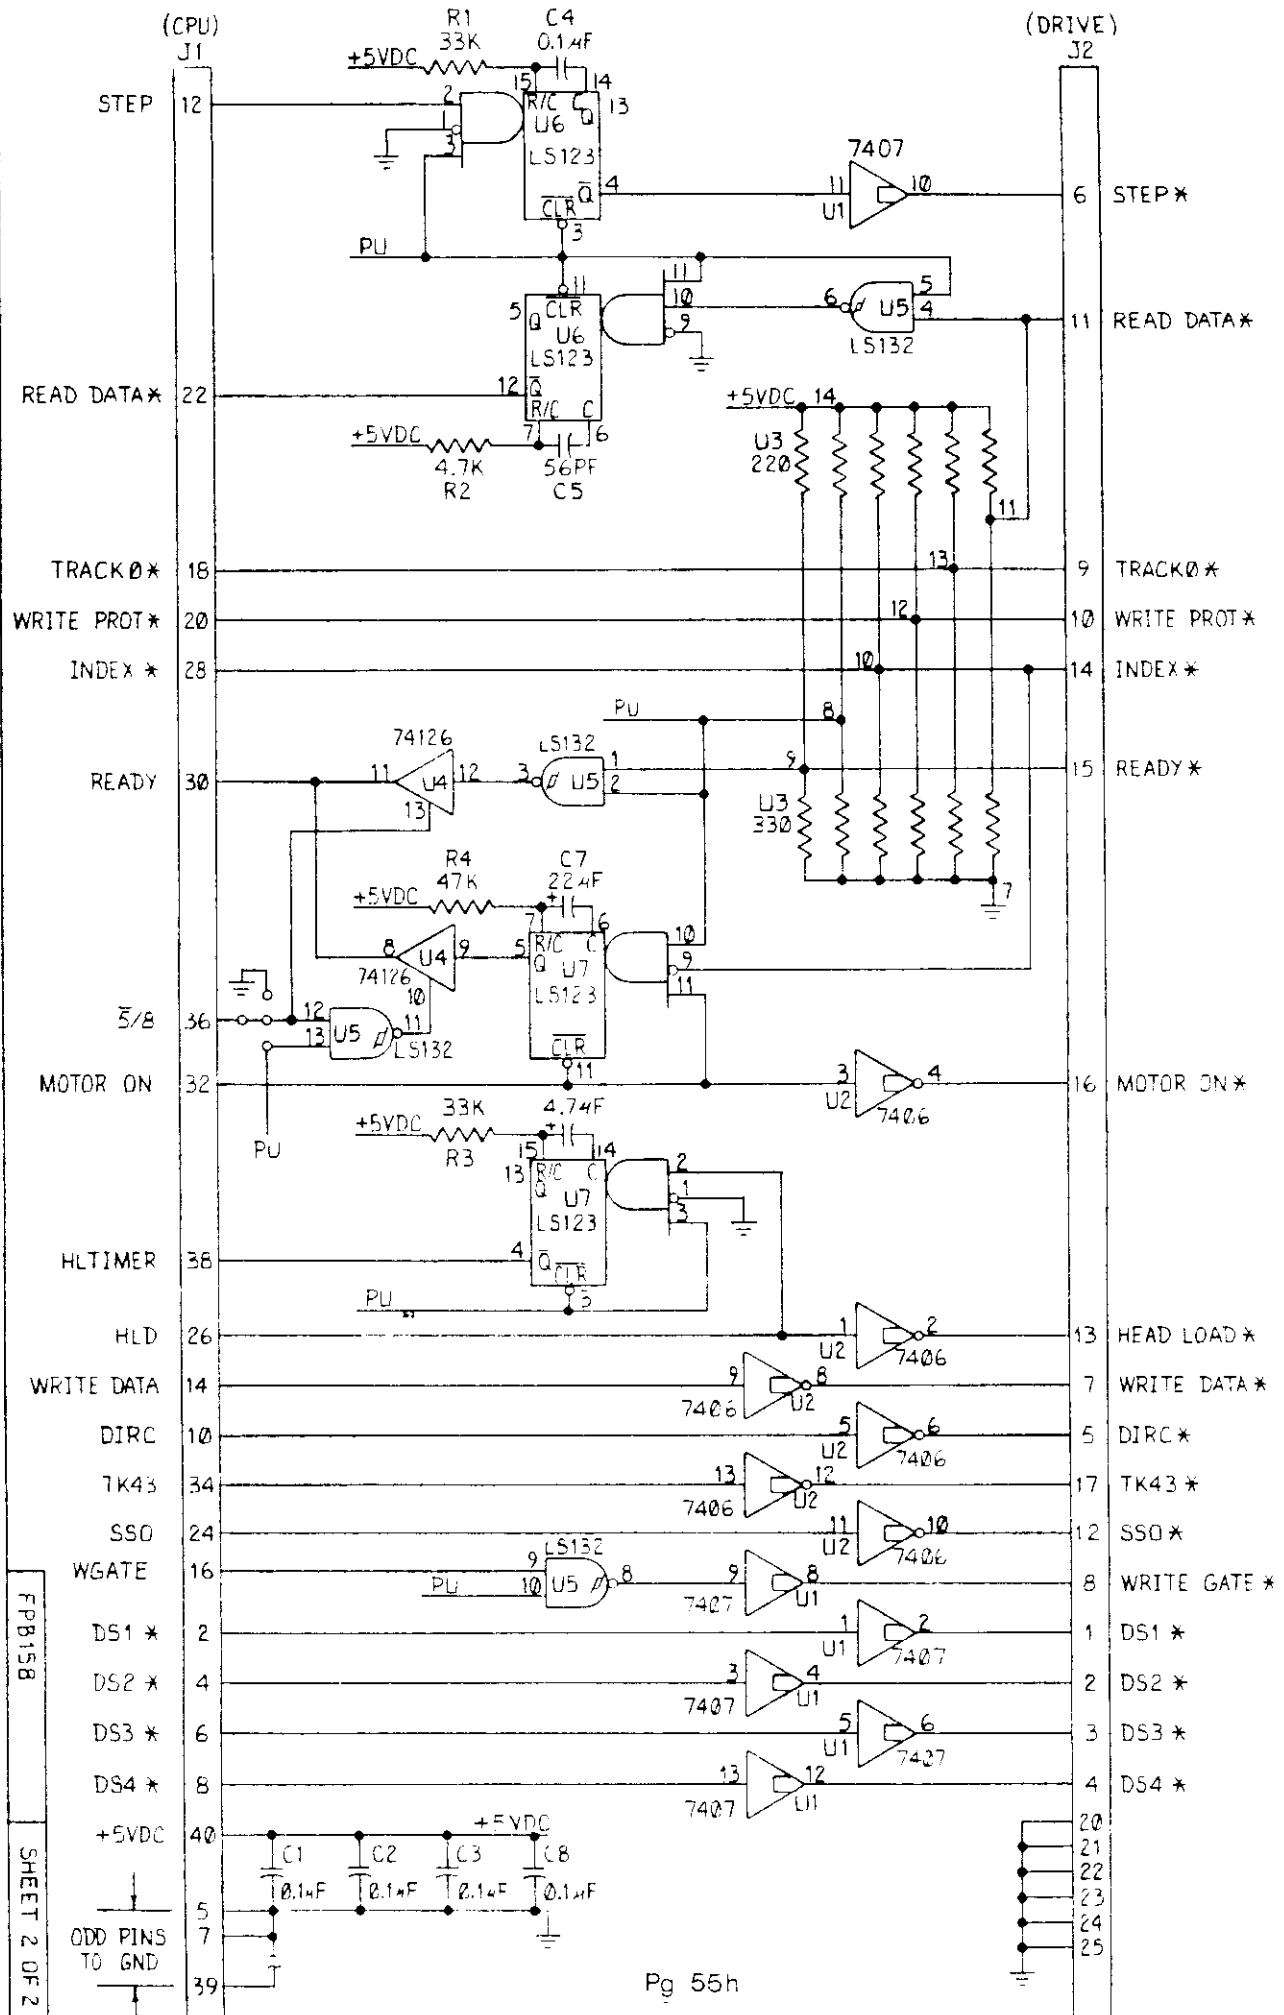 (CPU)
J1
(DRIVE)
J2
R1
33K
C4
0.1µF
+5VDC
15
14
STEP 12
2
1
3
R/C C
Q
13
U6
LS123
Q̅ 4
CLR
3
7407
11
10
U1
6 STEP*
PU
11
5
CLR
Q
U6
LS123
11
10
9
6
U5
5
4
LS132
11 READ DATA*
READ DATA* 22
12 Q̅
R/C C
7
6
+5VDC
4.7K
R2
56PF
C5
+5VDC 14
U3
220
11
TRACKØ* 18
13
9 TRACKØ*
WRITE PROT* 20
12
10 WRITE PROT*
INDEX * 28
10
14 INDEX*
PU
8
74126
LS132
READY 30
11
U4
12
3
U5
1
2
9
15 READY*
13
U3
330
7
R4
47K
C7
22µF
+5VDC
+
7
6
R/C C
8
U4
9
5
Q
U7
LS123
10
9
11
74126
10
5̅/8 36
12
13
U5
11
LS132
CLR
11
MOTOR ON 32
3
4
U2
7406
16 MOTOR ON*
PU
33K
4.7µF
+5VDC
+
R3
15
14
13
R/C C
Q
U7
LS123
2
1
3
HLTIMER 38
4 Q̅
CLR
3
PU
HLD 26
1
2
U2
7406
13 HEAD LOAD*
WRITE DATA 14
9
8
7406
U2
7 WRITE DATA*
DIRC 10
5
6
U2
7406
5 DIRC*
TK43 34
13
12
7406
U2
17 TK43*
SSO 24
11
10
U2
7406
12 SSO*
WGATE 16
LS132
9
10
U5
8
PU
9
8
7407
U1
8 WRITE GATE*
DS1 * 2
1
2
U1
7407
1 DS1 *
DS2 * 4
3
4
7407
U1
2 DS2 *
DS3 * 6
5
6
U1
7407
3 DS3 *
DS4 * 8
13
12
7407
U1
4 DS4 *
+5VDC 40
+5VDC
C1
0.1µF
C2
0.1µF
C3
0.1µF
C8
0.1µF
20
21
22
23
24
25
5
7
39
ODD PINS
TO GND
FPB158
SHEET 2 OF 2
Pg 55h